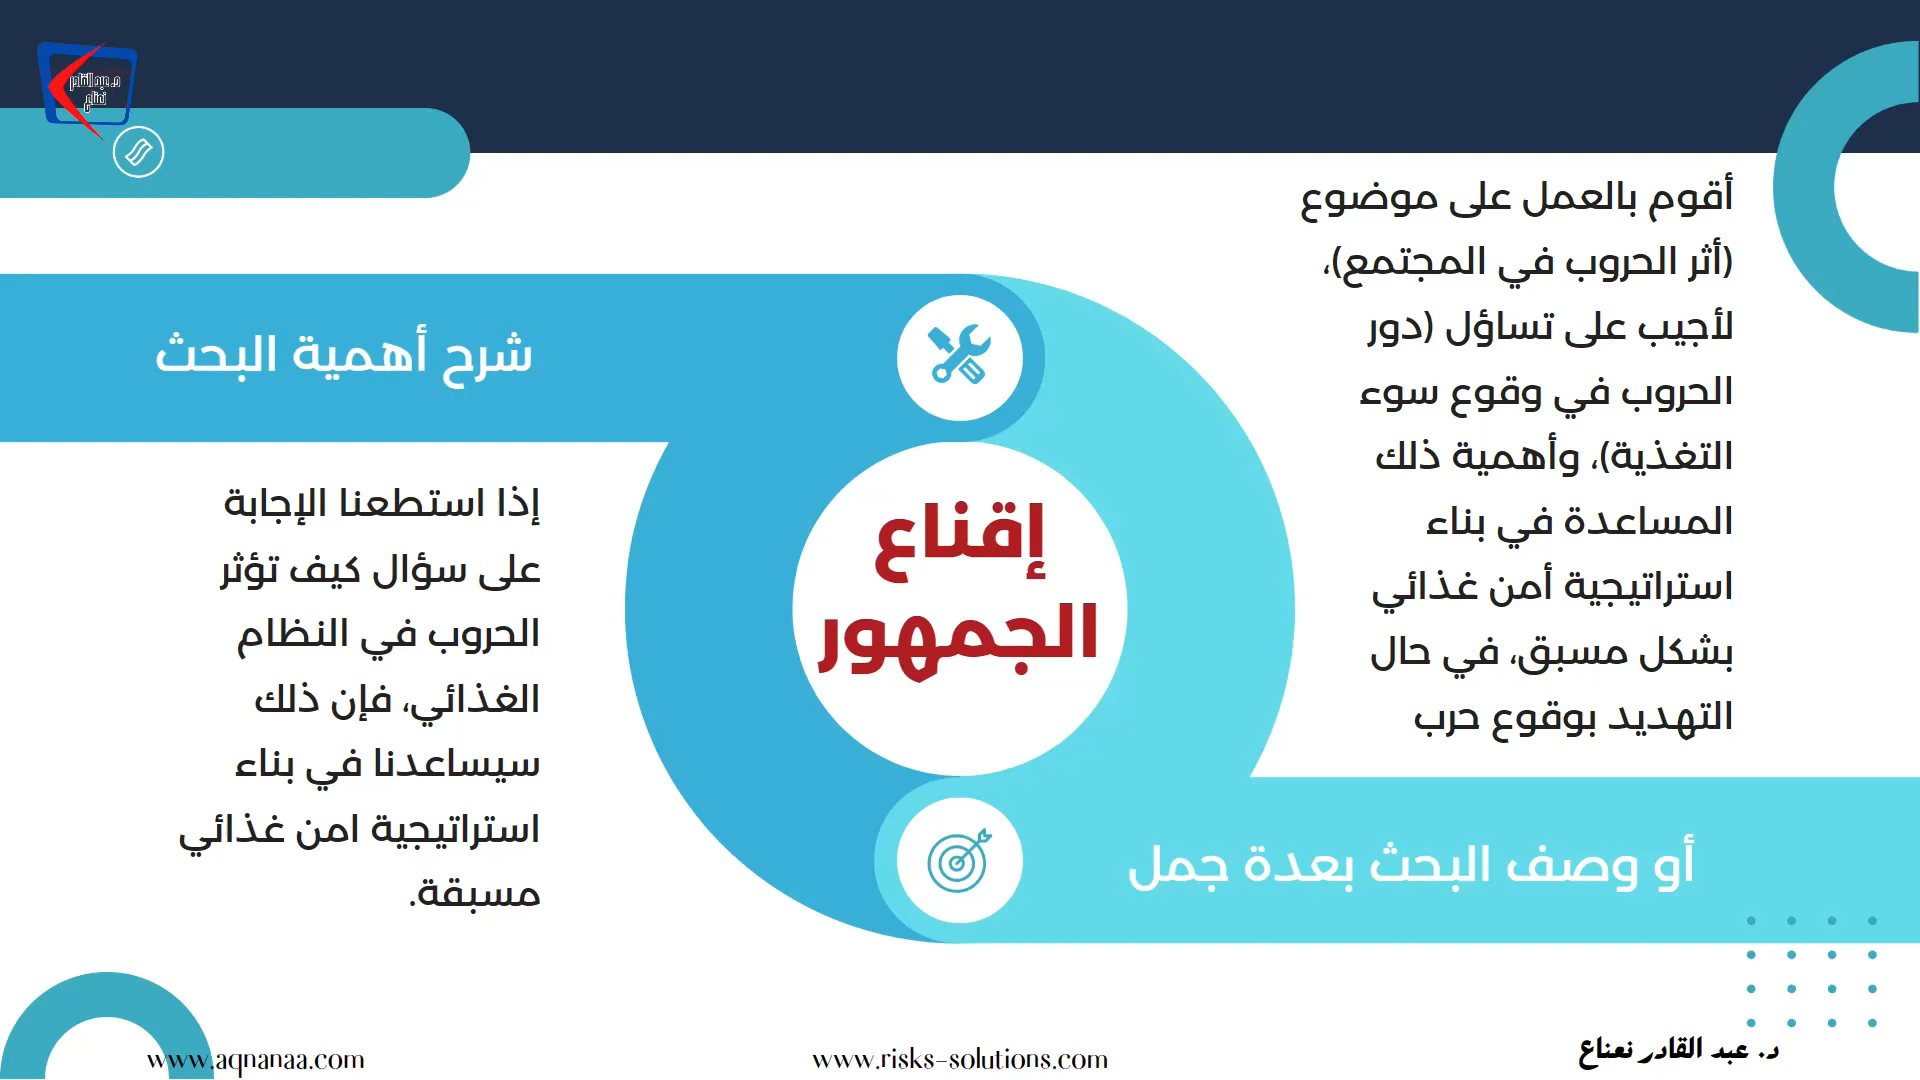 د. عبد القادر
نعناع
أقوم بالعمل على موضوع
(أثر الحروب في المجتمع)،
لأجيب على تساؤل (دور
الحروب في وقوع سوء
التغذية)، وأهمية ذلك
المساعدة في بناء
استراتيجية أمن غذائي
بشكل مسبق، في حال
التهديد بوقوع حرب
شرح أهمية البحث
إقناع
الجمهور
إذا استطعنا الإجابة
على سؤال كيف تؤثر
الحروب في النظام
الغذائي، فإن ذلك
سيساعدنا في بناء
استراتيجية امن غذائي
مسبقة.
أو وصف البحث بعدة جمل
د. عبد القادر نعناع
www.risks-solutions.com
www.aqnanaa.com